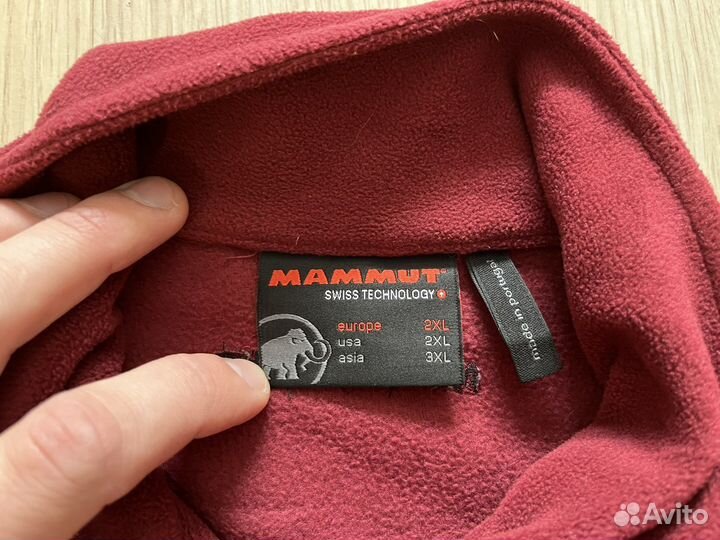 MAMMUT
SWISS TECHNOLOGY
europe 2XL
usa 2XL
asia 3XL
made in portugal
Avito